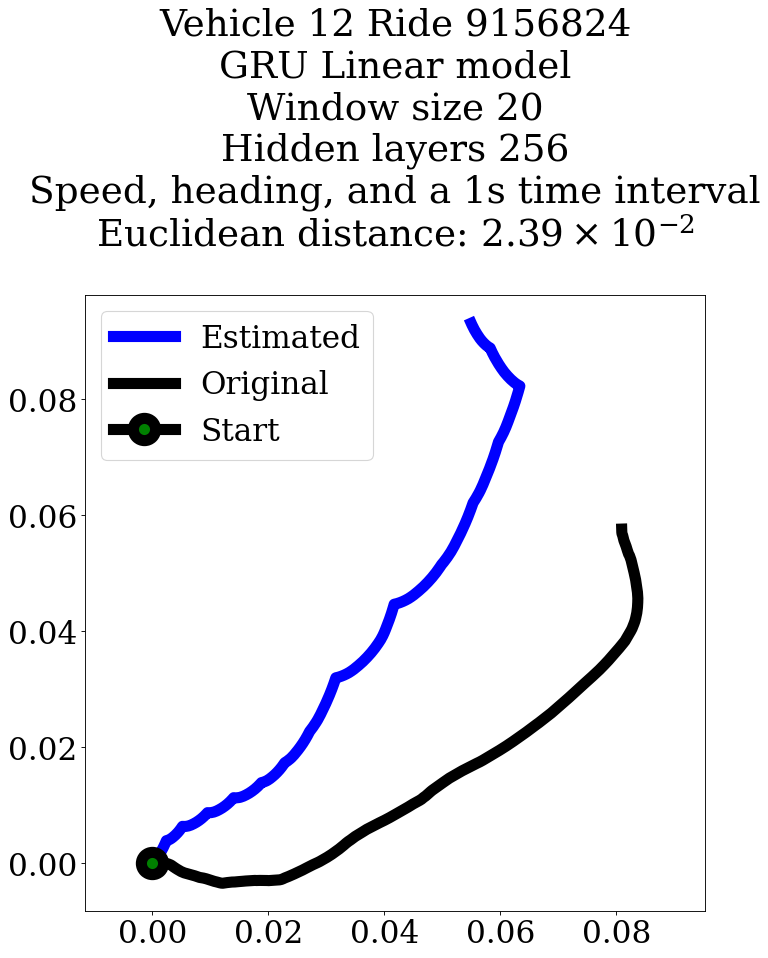 Vehicle 12 Ride 9156824
GRU Linear model
Window size 20
Hidden layers 256
Speed, heading, and a 1s time interval
Euclidean distance: 2.39 × 10⁻²
Estimated
Original
Start
0.08
0.06
0.04
0.02
0.00
0.00 0.02 0.04 0.06 0.08